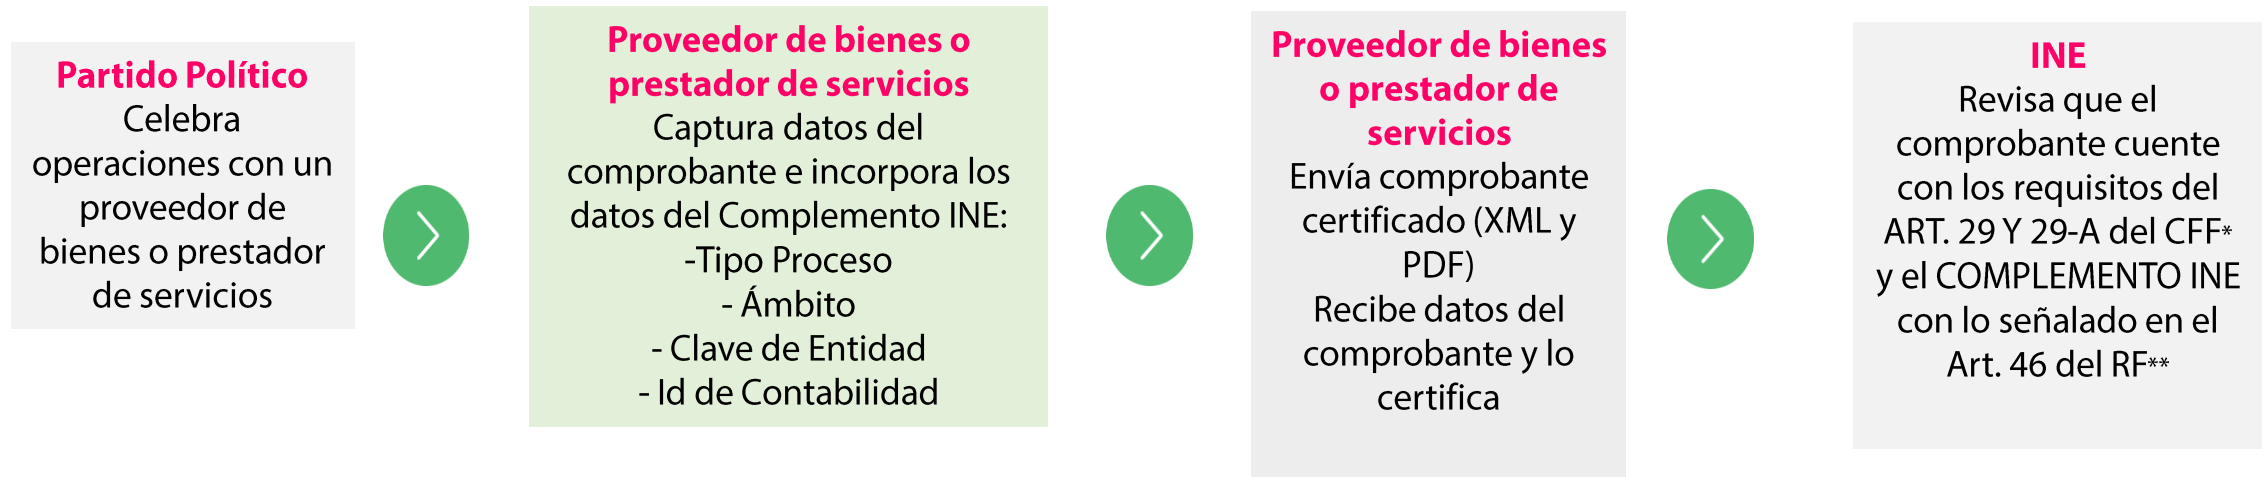 Partido Político
Celebra
operaciones con un
proveedor de
bienes o prestador
de servicios
Proveedor de bienes o
prestador de servicios
Captura datos del
comprobante e incorpora los
datos del Complemento INE:
-Tipo Proceso
- Ámbito
- Clave de Entidad
- Id de Contabilidad
Proveedor de bienes
o prestador de
servicios
Envía comprobante
certificado (XML y
PDF)
Recibe datos del
comprobante y lo
certifica
INE
Revisa que el
comprobante cuente
con los requisitos del
ART. 29 Y 29-A del CFF*
y el COMPLEMENTO INE
con lo señalado en el
Art. 46 del RF**